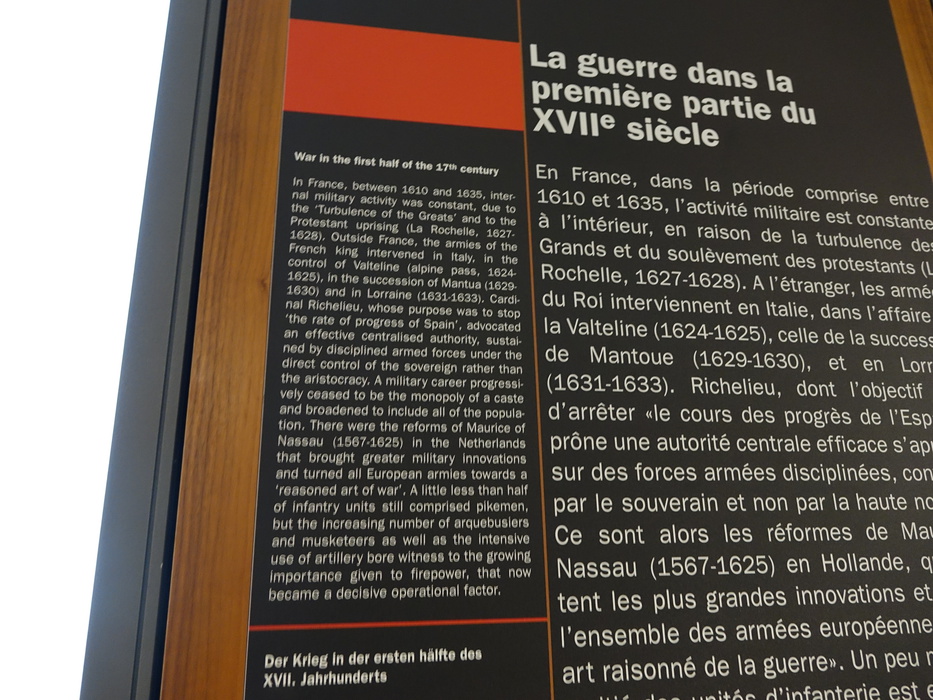 War in the first half of the 17th century
In France, between 1610 and 1635, inter-
nal military activity was constant, due to
the 'Turbulence of the Greats' and to the
Protestant uprising (La Rochelle, 1627-
1628). Outside France, the armies of the
French king intervened in Italy, in the
control of Valteline (alpine pass, 1624-
1625), in the succession of Mantua (1629-
1630) and in Lorraine (1631-1633). Cardi-
nal Richelieu, whose purpose was to stop
'the rate of progress of Spain', advocated
an effective centralised authority, sustai-
ned by disciplined armed forces under the
direct control of the sovereign rather than
the aristocracy. A military career progressi-
vely ceased to be the monopoly of a caste
and broadened to include all of the popula-
tion. There were the reforms of Maurice of
Nassau (1567-1625) in the Netherlands
that brought greater military innovations
and turned all European armies towards a
'reasoned art of war'. A little less than half
of infantry units still comprised pikemen,
but the increasing number of arquebusiers
and musketeers as well as the intensive
use of artillery bore witness to the growing
importance given to firepower, that now
became a decisive operational factor.
Der Krieg in der ersten hälfte des
XVII. Jahrhunderts
La guerre dans la
première partie du
XVIIe siècle
En France, dans la période comprise entre
1610 et 1635, l'activité militaire est constante
à l'intérieur, en raison de la turbulence des
Grands et du soulèvement des protestants (L
Rochelle, 1627-1628). A l'étranger, les armé
du Roi interviennent en Italie, dans l'affaire
la Valteline (1624-1625), celle de la success
de Mantoue (1629-1630), et en Lorr
(1631-1633). Richelieu, dont l'objectif
d'arrêter «le cours des progrès de l'Esp
prône une autorité centrale efficace s'ap
sur des forces armées disciplinées, con
par le souverain et non par la haute no
Ce sont alors les réformes de Mau
Nassau (1567-1625) en Hollande, q
tent les plus grandes innovations et
l'ensemble des armées européenne
art raisonné de la guerre». Un peu m
des unités d'infanterie est